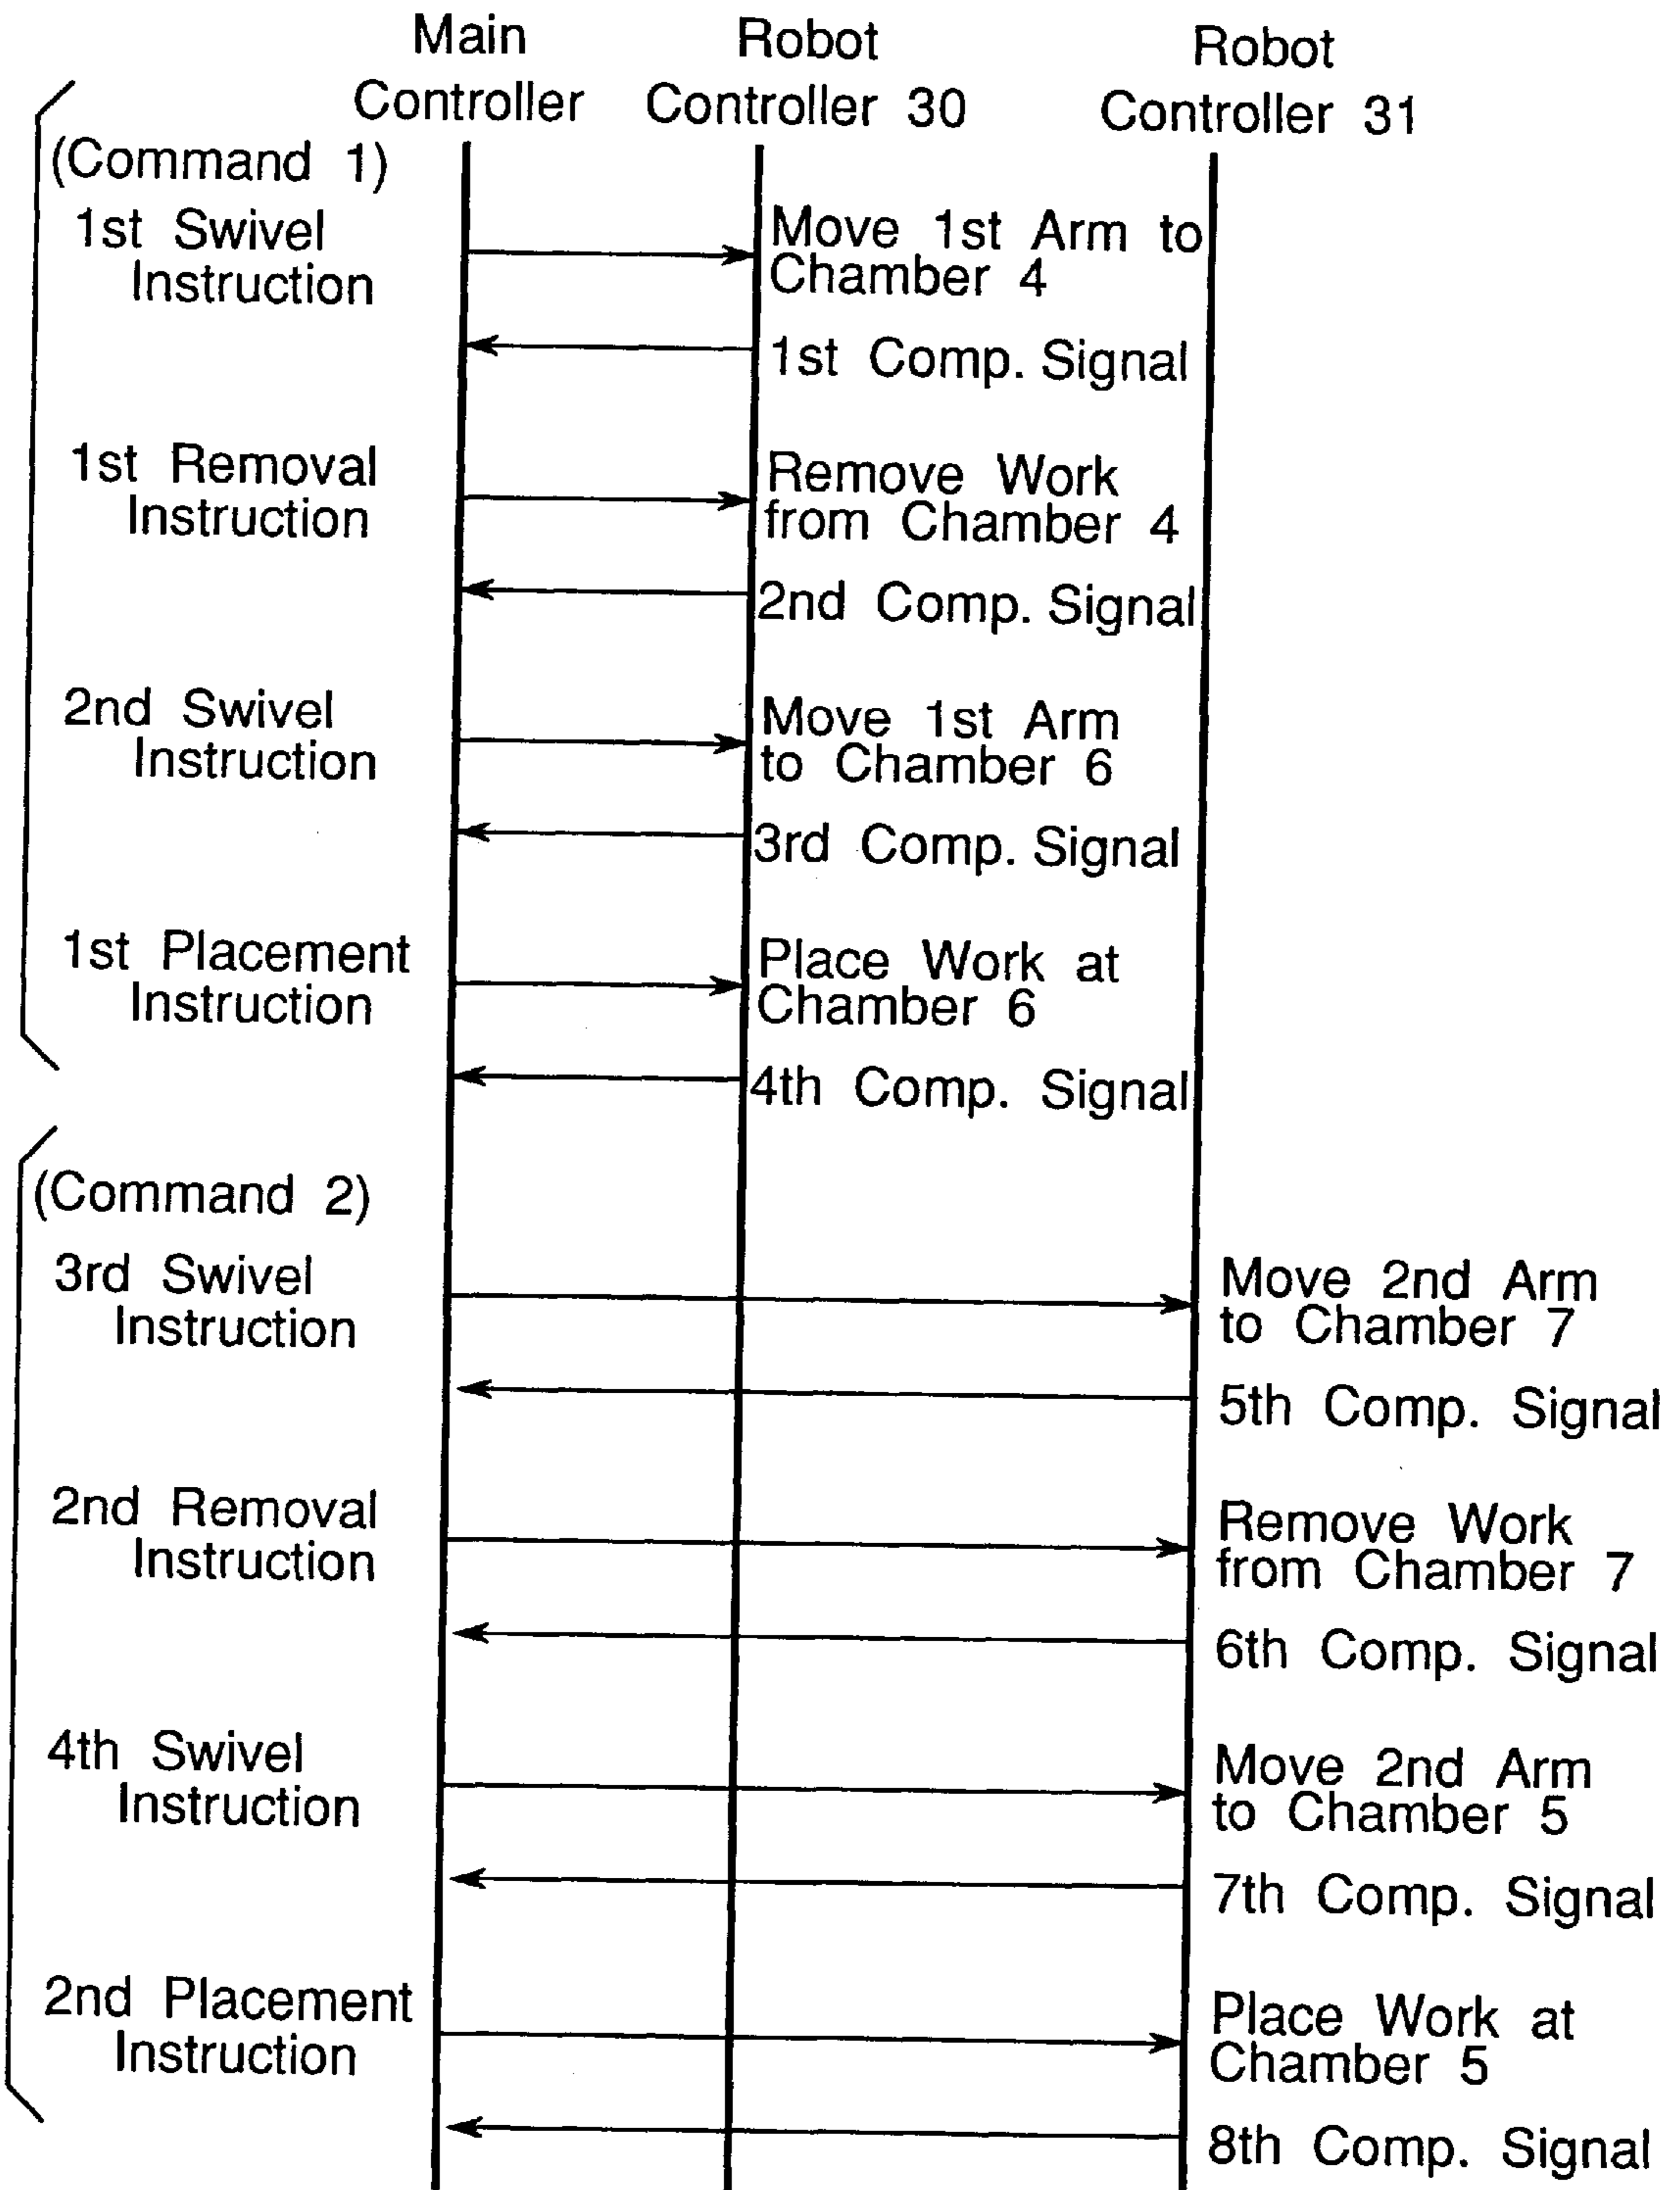 Main
Controller
Robot
Controller 30
Robot
Controller 31
(Command 1)
1st Swivel
Instruction
Move 1st Arm to
Chamber 4
1st Comp. Signal
1st Removal
Instruction
Remove Work
from Chamber 4
2nd Comp. Signal
2nd Swivel
Instruction
Move 1st Arm
to Chamber 6
3rd Comp. Signal
1st Placement
Instruction
Place Work at
Chamber 6
4th Comp. Signal
(Command 2)
3rd Swivel
Instruction
Move 2nd Arm
to Chamber 7
5th Comp. Signal
2nd Removal
Instruction
Remove Work
from Chamber 7
6th Comp. Signal
4th Swivel
Instruction
Move 2nd Arm
to Chamber 5
7th Comp. Signal
2nd Placement
Instruction
Place Work at
Chamber 5
8th Comp. Signal